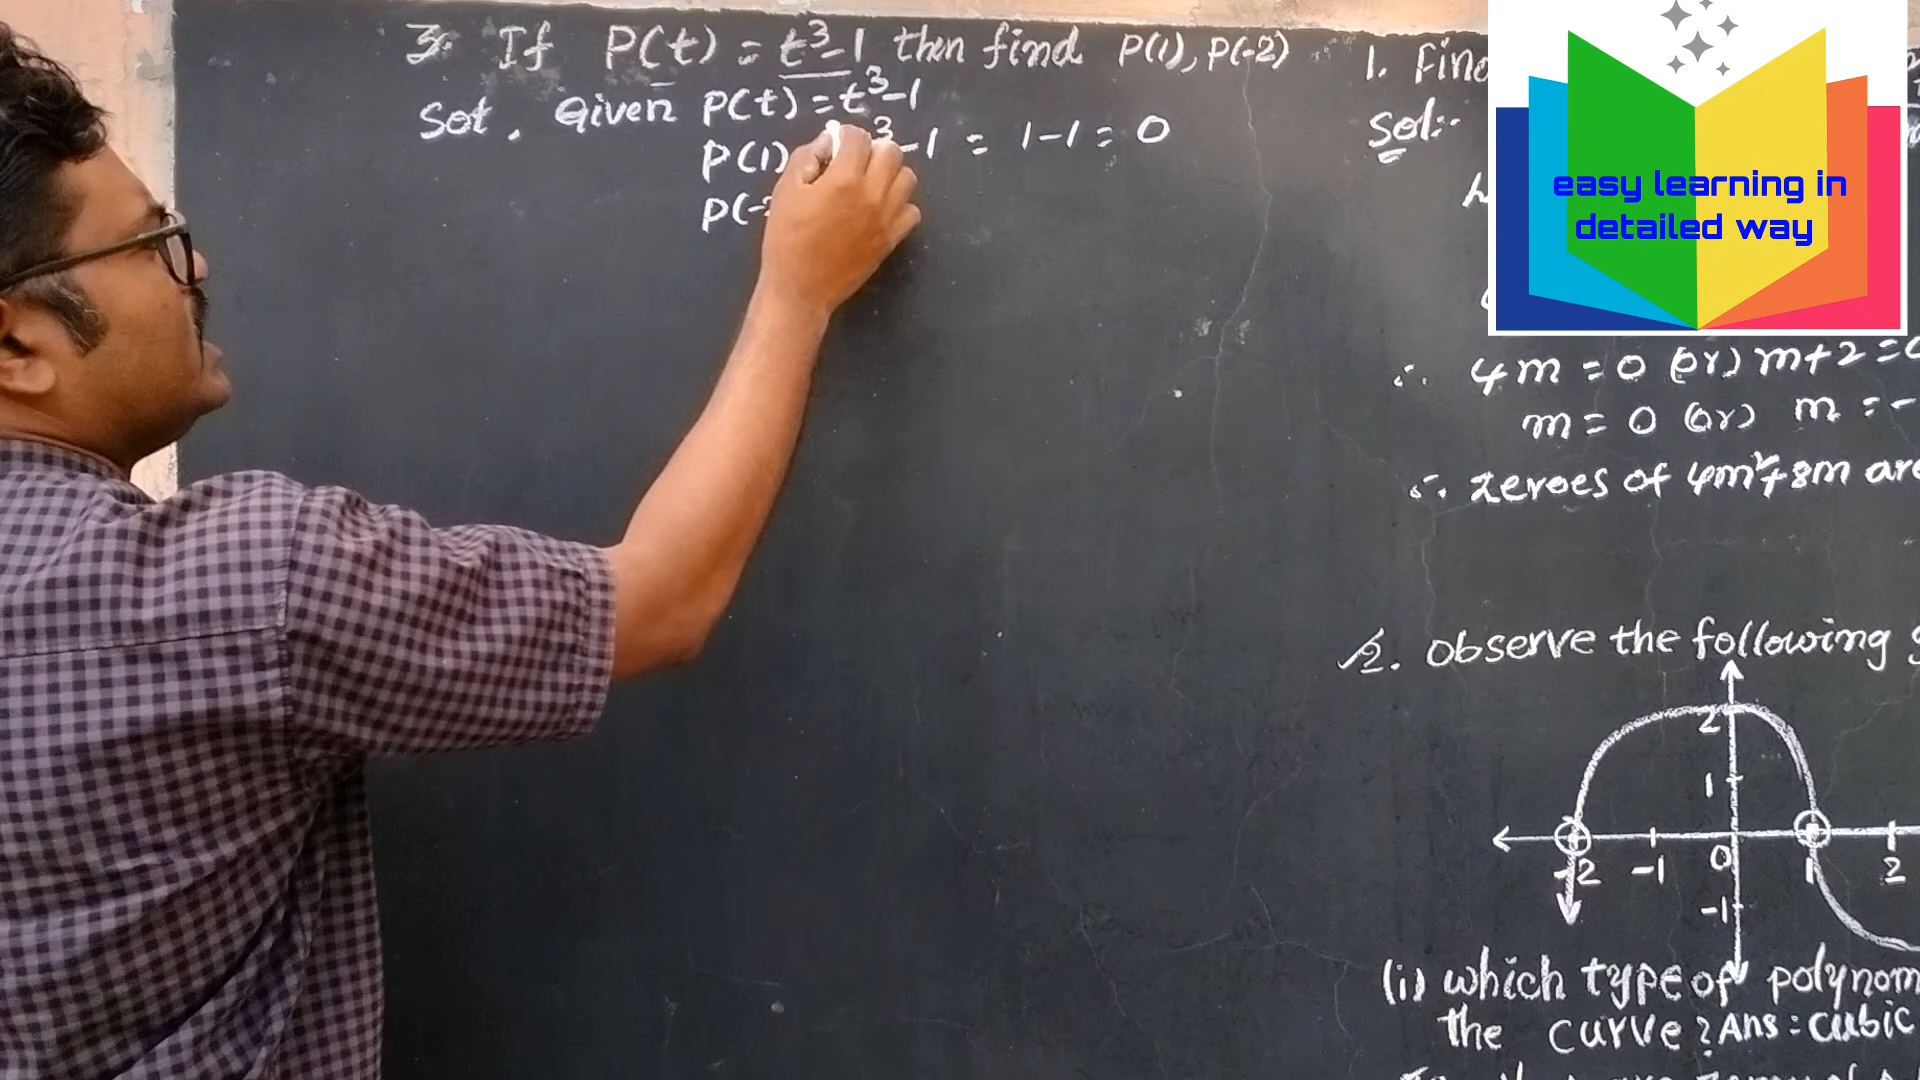 3. If P(t) = t³-1 then find P(1), P(-2)
Sol. Given P(t) = t³-1
P(1) ³-1 = 1-1 = 0
P(-2
1. Find
Sol:-
easy learning in
detailed way
∴ 4m = 0 (or) m+2 = 0
m = 0 (or) m = -
∴ zeroes of 4m²+8m are
2. Observe the following g
2
1
-2 -1 0 1 2
-1
(i) which type of polynom
the curve? Ans: cubic